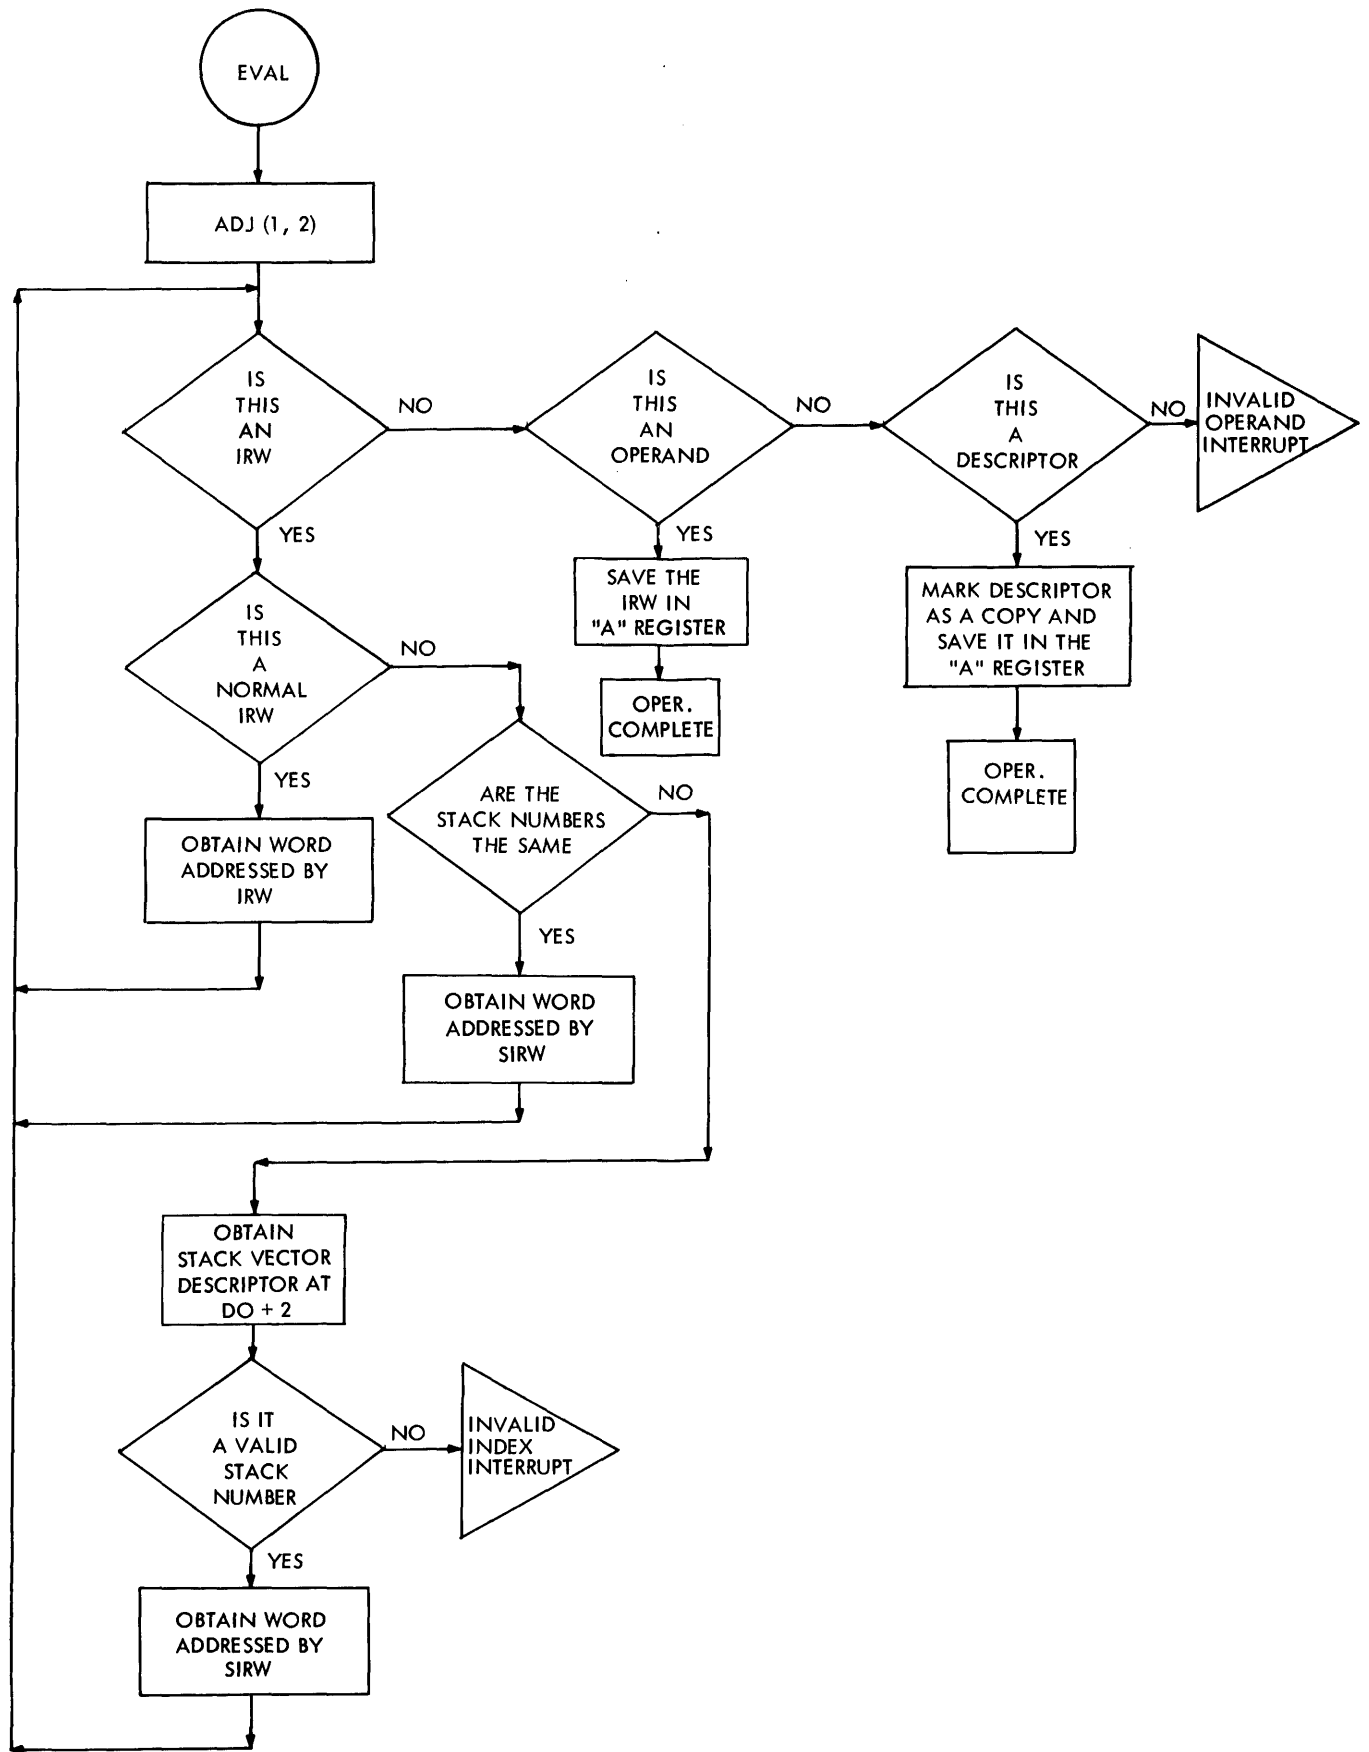 EVAL
ADJ (1, 2)
IS
THIS
AN
IRW
NO
IS
THIS
AN
OPERAND
NO
IS
THIS
A
DESCRIPTOR
NO
INVALID
OPERAND
INTERRUPT
YES
YES
YES
SAVE THE
IRW IN
"A" REGISTER
MARK DESCRIPTOR
AS A COPY AND
SAVE IT IN THE
"A" REGISTER
IS
THIS
A
NORMAL
IRW
NO
OPER.
COMPLETE
OPER.
COMPLETE
YES
ARE THE
STACK NUMBERS
THE SAME
NO
OBTAIN WORD
ADDRESSED BY
IRW
YES
OBTAIN WORD
ADDRESSED BY
SIRW
OBTAIN
STACK VECTOR
DESCRIPTOR AT
DO + 2
IS IT
A VALID
STACK
NUMBER
NO
INVALID
INDEX
INTERRUPT
YES
OBTAIN WORD
ADDRESSED BY
SIRW